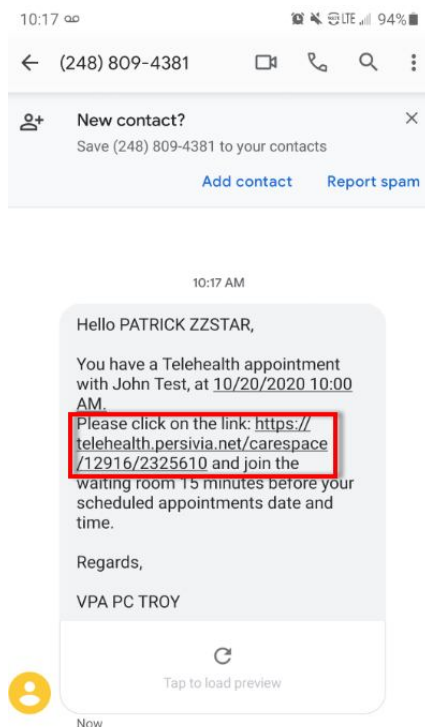 10:17 LTE 94%
(248) 809-4381
New contact?
Save (248) 809-4381 to your contacts
Add contact Report spam
10:17 AM
Hello PATRICK ZZSTAR,
You have a Telehealth appointment
with John Test, at 10/20/2020 10:00
AM.
Please click on the link: https://
telehealth.persivia.net/carespace
/12916/2325610 and join the
waiting room 15 minutes before your
scheduled appointments date and
time.
Regards,
VPA PC TROY
Tap to load preview
Now